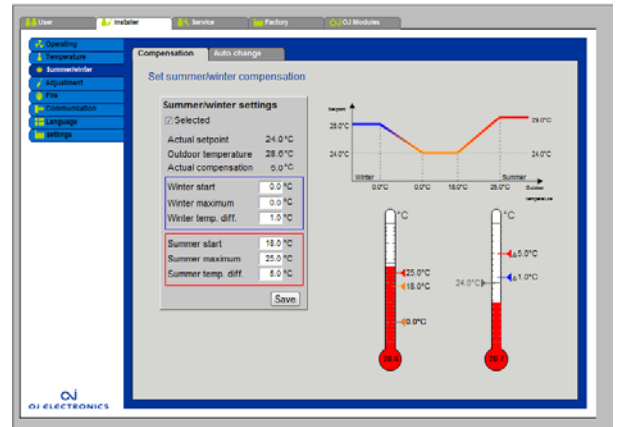 User Installer Service Factory OJ Modules
Operating
Temperature
Summer/winter
Adjustment
Fire
Communication
Language
settings
Compensation Auto change
Set summer/winter compensation
Summer/winter settings
Selected
Actual setpoint 24.0°C
Outdoor temperature 28.6°C
Actual compensation 5.0°C
Winter start 0.0 °C
Winter maximum 0.0 °C
Winter temp. diff. 1.0 °C
Summer start 18.0 °C
Summer maximum 25.0 °C
Summer temp. diff. 5.0 °C
Save
Setpoint
25.0°C
29.0°C
24.0°C
24.0°C
Winter
Summer
0.0°C 0.0°C 18.0°C 25.0°C Outdoor
temperature
°C
°C
Δ5.0°C
25.0°C
24.0°C
Δ1.0°C
18.0°C
0.0°C
28.6
20.7
OJ
OJ ELECTRONICS